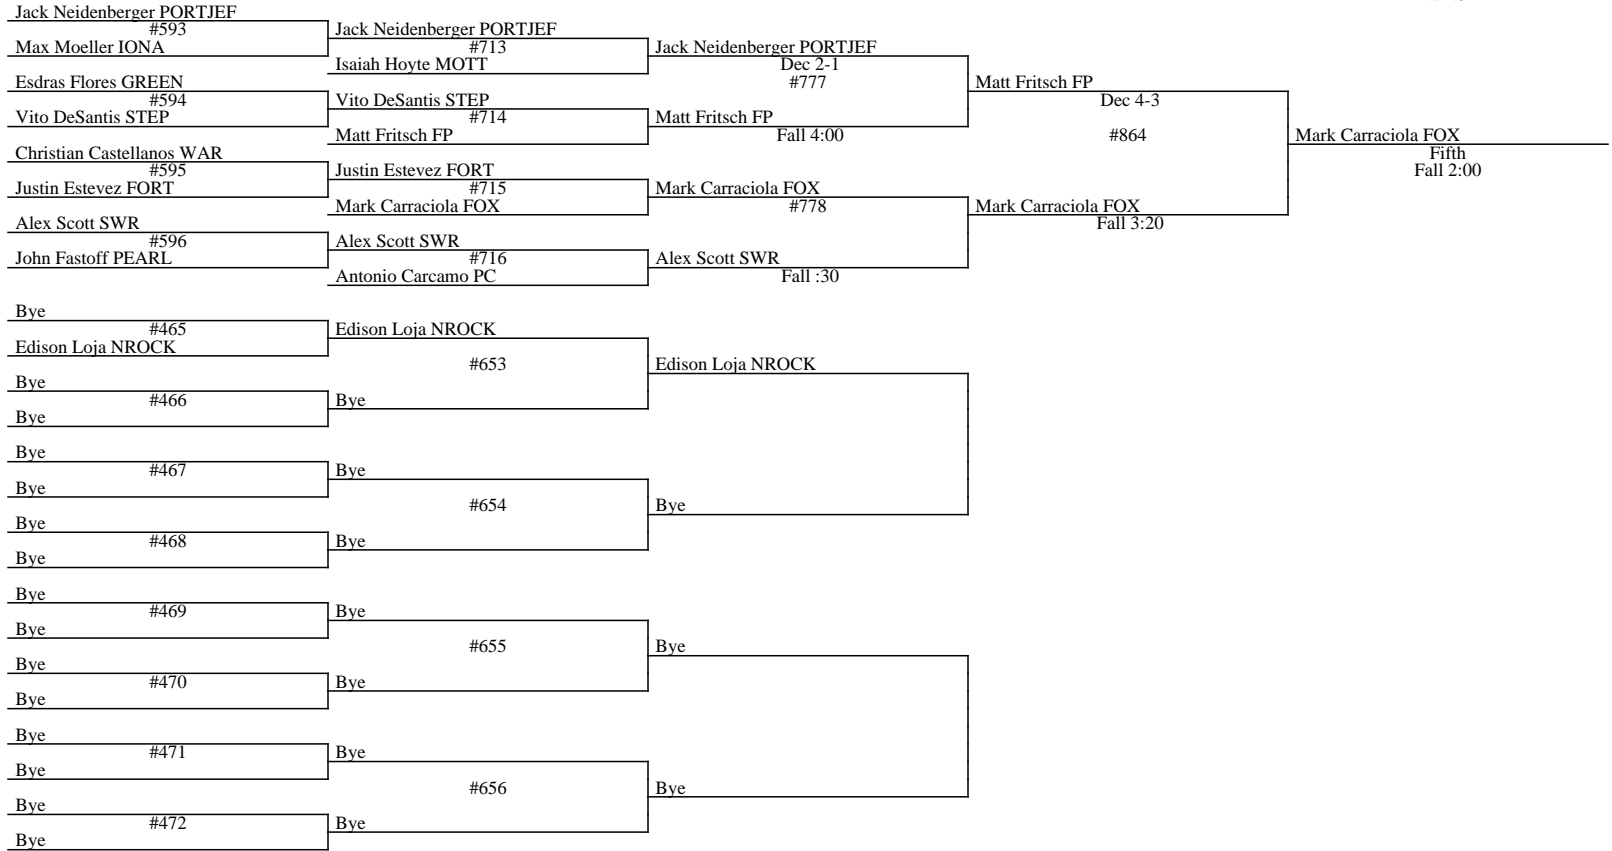 Jack Neidenberger PORTJEF
#593
Max Moeller IONA
Esdras Flores GREEN
#594
Vito DeSantis STEP
Christian Castellanos WAR
#595
Justin Estevez FORT
Alex Scott SWR
#596
John Fastoff PEARL
Jack Neidenberger PORTJEF
#713
Isaiah Hoyte MOTT
Vito DeSantis STEP
#714
Matt Fritsch FP
Justin Estevez FORT
#715
Mark Carraciola FOX
Alex Scott SWR
#716
Antonio Carcamo PC
Jack Neidenberger PORTJEF
Dec 2-1
#777
Matt Fritsch FP
Fall 4:00
Mark Carraciola FOX
#778
Alex Scott SWR
Fall :30
Matt Fritsch FP
Dec 4-3
#864
Mark Carraciola FOX
Fall 3:20
Mark Carraciola FOX
Fifth
Fall 2:00
Bye
#465
Edison Loja NROCK
Bye
#466
Bye
Bye
#467
Bye
Bye
#468
Bye
Bye
#469
Bye
Bye
#470
Bye
Bye
#471
Bye
Bye
#472
Bye
Edison Loja NROCK
#653
Bye
Bye
#654
Bye
Bye
#655
Bye
Bye
#656
Bye
Edison Loja NROCK
Bye
Bye
Bye